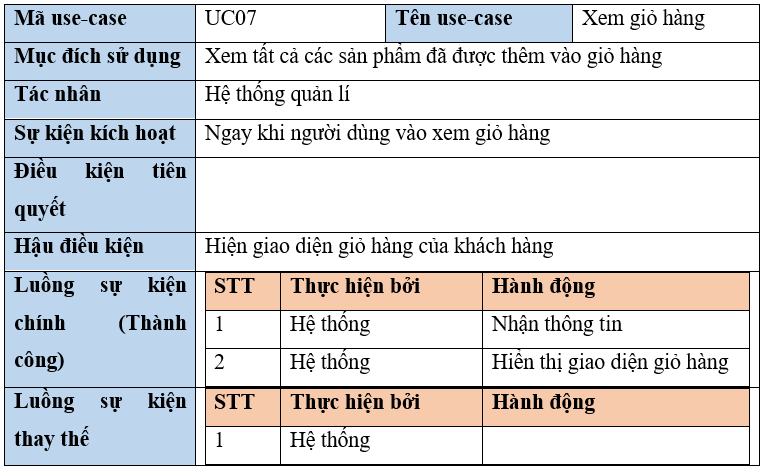 Mã use-case UC07 Tên use-case Xem giỏ hàng
Mục đích sử dụng Xem tất cả các sản phẩm đã được thêm vào giỏ hàng
Tác nhân Hệ thống quản lí
Sự kiện kích hoạt Ngay khi người dùng vào xem giỏ hàng
Điều kiện tiên
quyết
Hậu điều kiện Hiện giao diện giỏ hàng của khách hàng
Luồng sự kiện
chính (Thành
công)
STT Thực hiện bởi Hành động
1 Hệ thống Nhận thông tin
2 Hệ thống Hiển thị giao diện giỏ hàng
Luồng sự kiện
thay thế
STT Thực hiện bởi Hành động
1 Hệ thống